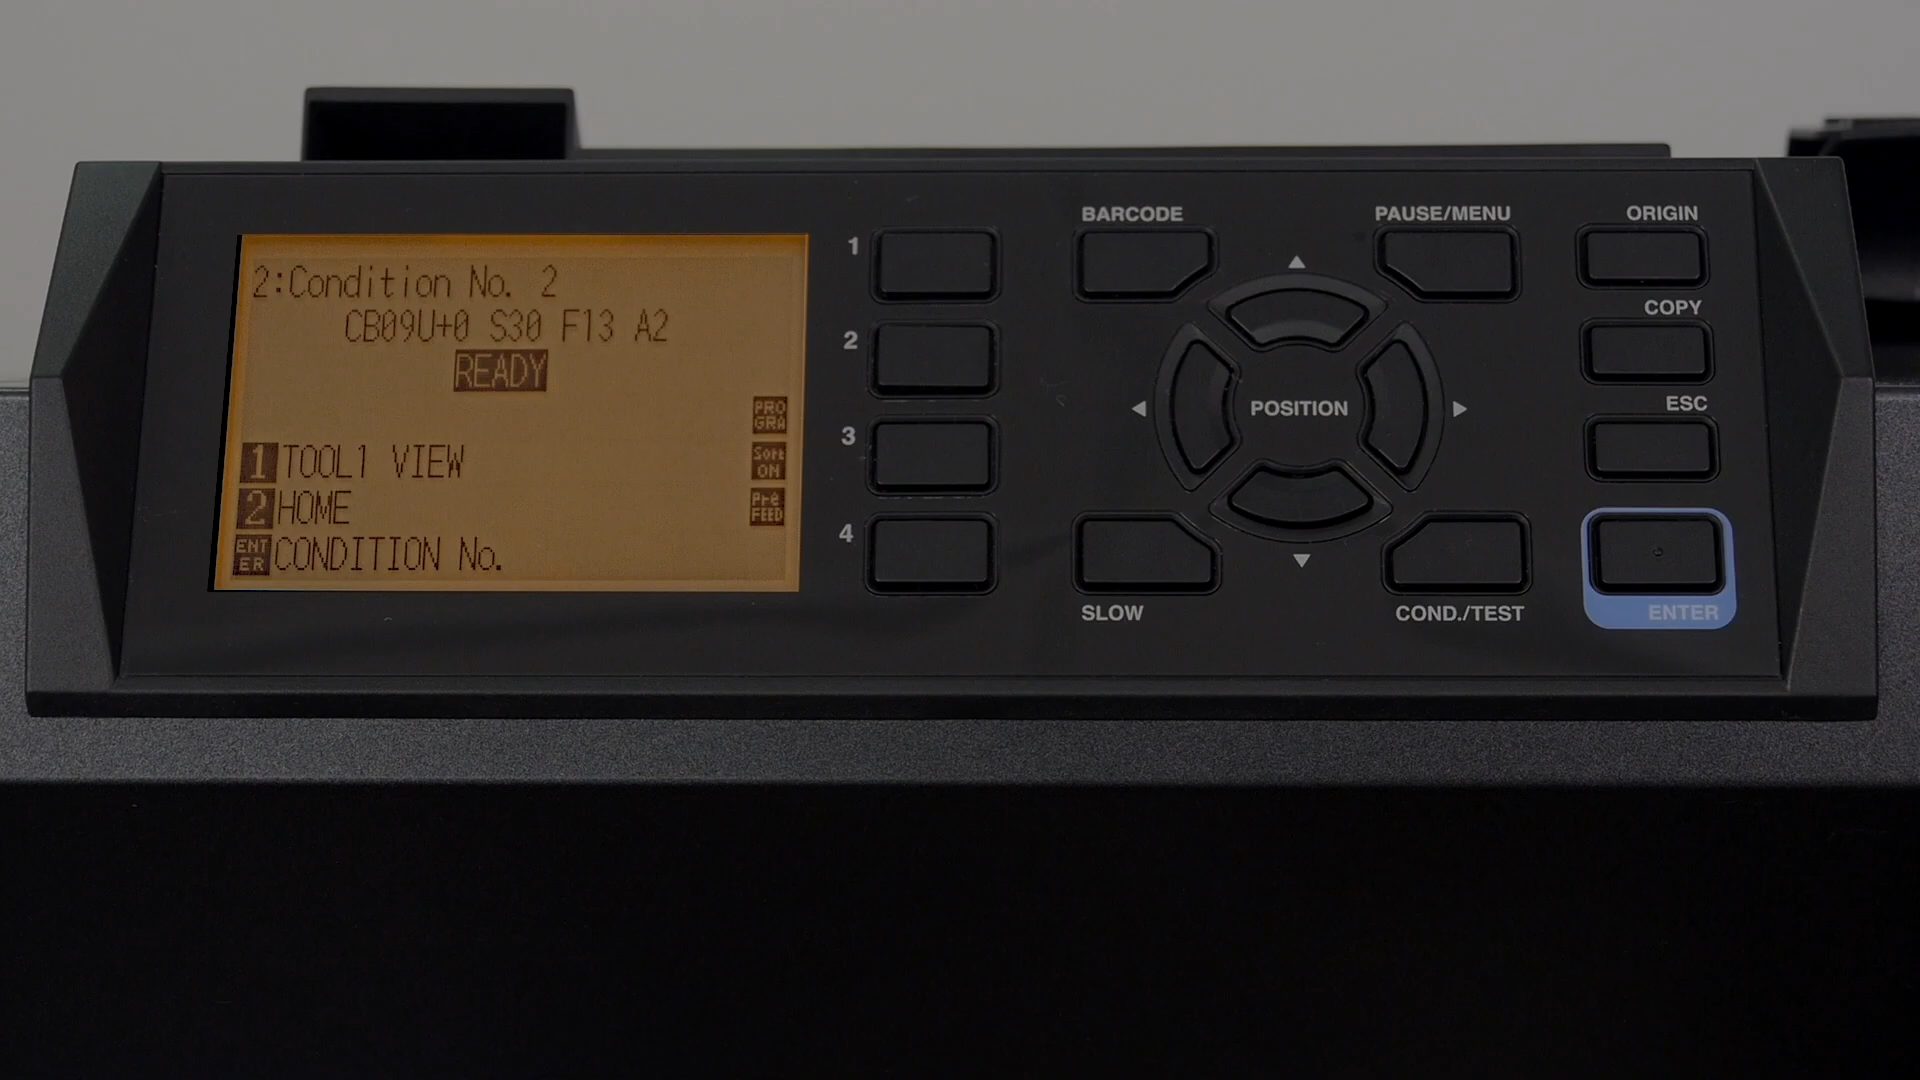 2:Condition No. 2
CB09U+0 S30 F13 A2
READY
PRO
GRA
1 TOOL1 VIEW
Sort
ON
2 HOME
Pre
FEED
ENT
ER CONDITION No.
1
2
3
4
BARCODE
PAUSE/MENU
ORIGIN
COPY
POSITION
ESC
SLOW
COND./TEST
ENTER